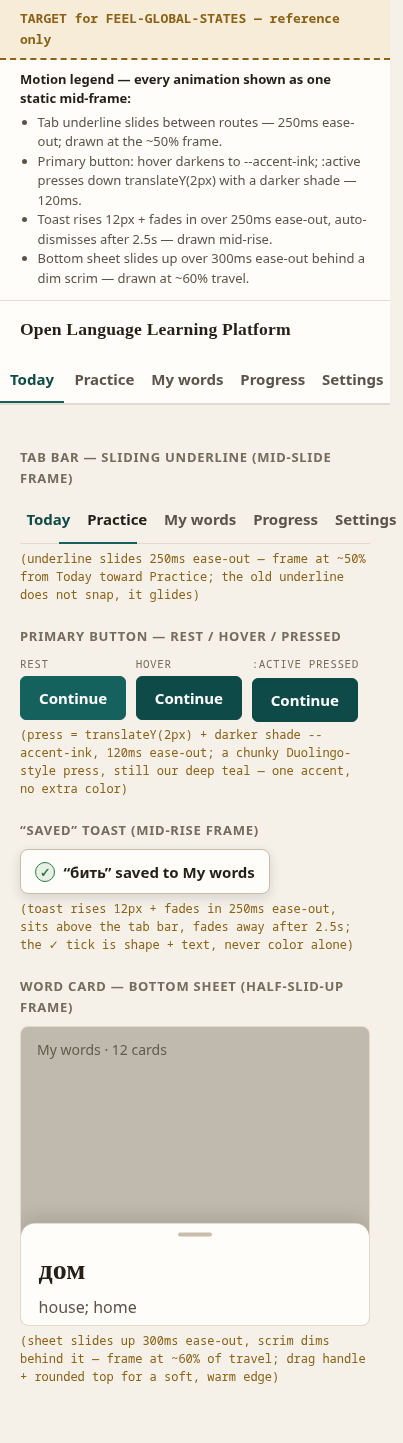 TARGET for FEEL-GLOBAL-STATES — reference
only
Motion legend — every animation shown as one
static mid-frame:
Tab underline slides between routes — 250ms ease-
out; drawn at the ~50% frame.
Primary button: hover darkens to --accent-ink; :active
presses down translateY(2px) with a darker shade —
120ms.
Toast rises 12px + fades in over 250ms ease-out, auto-
dismisses after 2.5s — drawn mid-rise.
Bottom sheet slides up over 300ms ease-out behind a
dim scrim — drawn at ~60% travel.
Open Language Learning Platform
Today Practice My words Progress Settings
TAB BAR — SLIDING UNDERLINE (MID-SLIDE
FRAME)
Today Practice My words Progress Settings
(underline slides 250ms ease-out — frame at ~50%
from Today toward Practice; the old underline
does not snap, it glides)
PRIMARY BUTTON — REST / HOVER / PRESSED
REST HOVER :ACTIVE PRESSED
Continue Continue Continue
(press = translateY(2px) + darker shade --
accent-ink, 120ms ease-out; a chunky Duolingo-
style press, still our deep teal — one accent,
no extra color)
“SAVED” TOAST (MID-RISE FRAME)
✓ “бить” saved to My words
(toast rises 12px + fades in 250ms ease-out,
sits above the tab bar, fades away after 2.5s;
the ✓ tick is shape + text, never color alone)
WORD CARD — BOTTOM SHEET (HALF-SLID-UP
FRAME)
My words · 12 cards
дом
house; home
(sheet slides up 300ms ease-out, scrim dims
behind it — frame at ~60% of travel; drag handle
+ rounded top for a soft, warm edge)